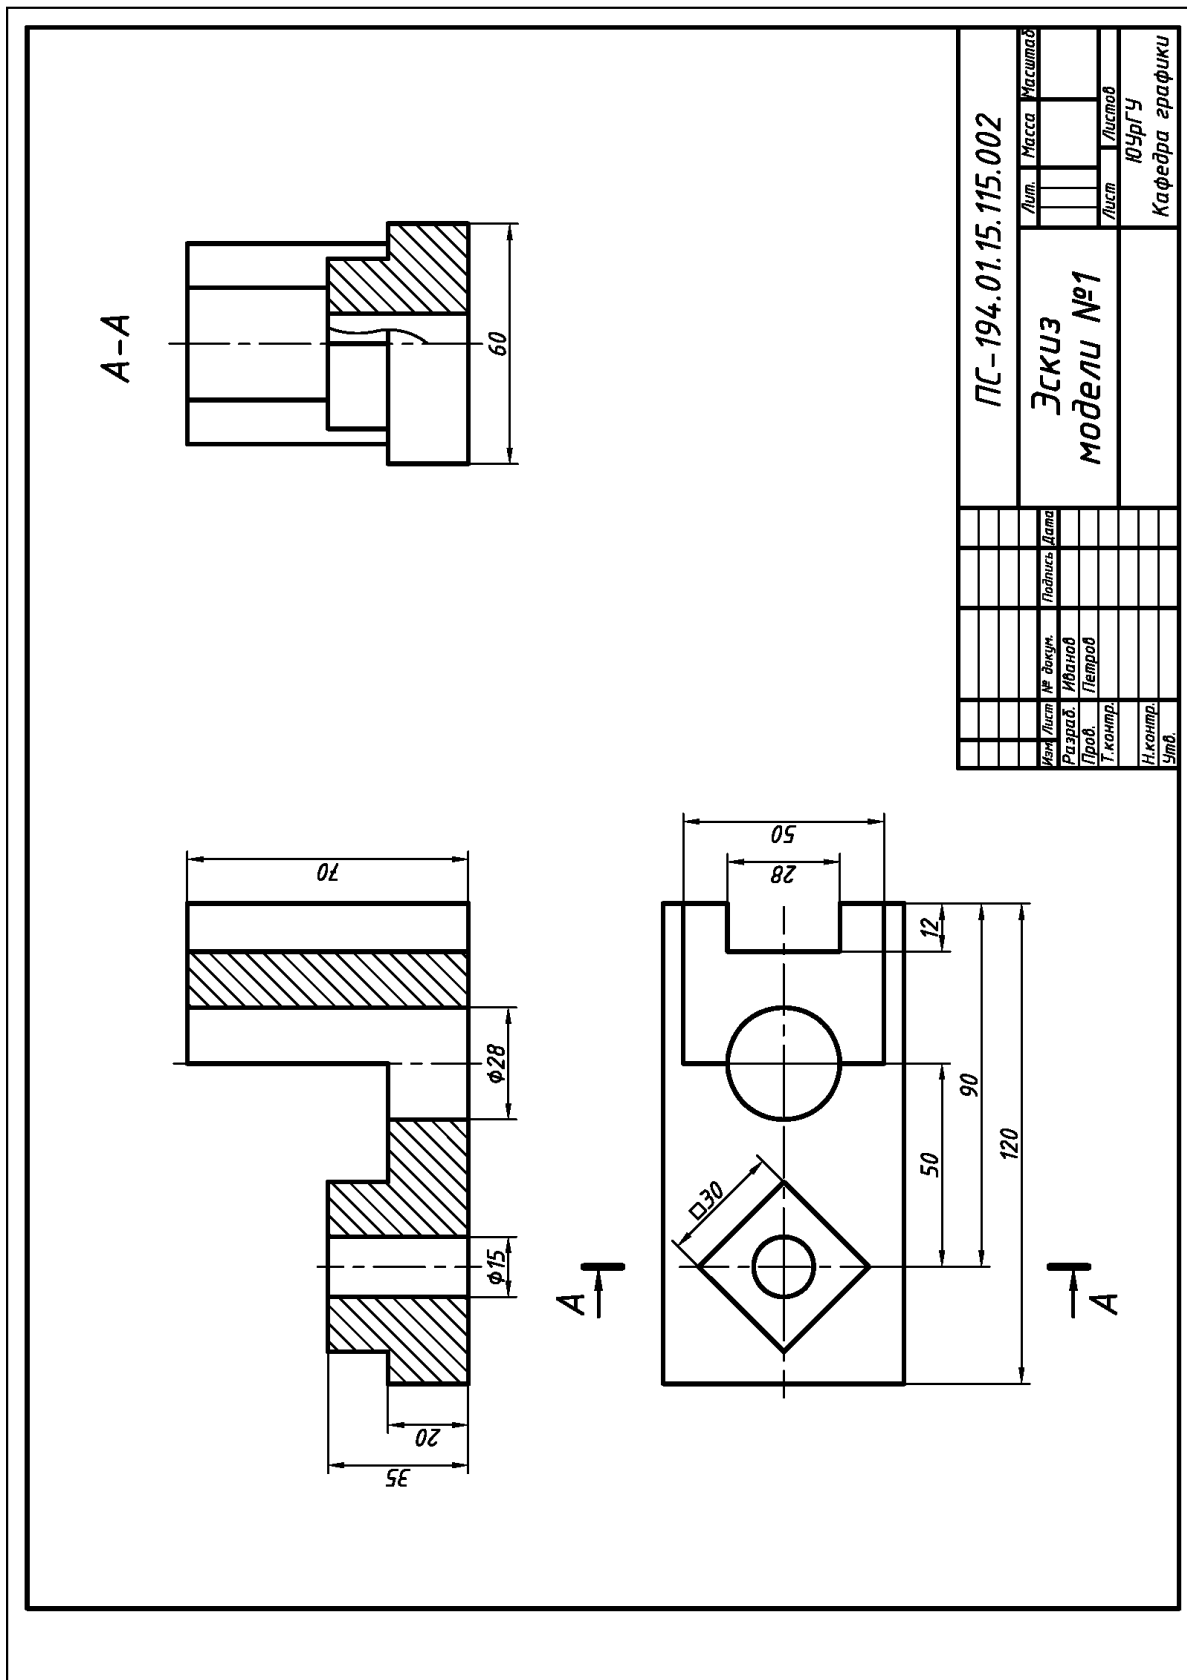 А-А
60
70
ϕ28
ϕ15
20
35
50
28
12
□30
50
90
120
А
А
ПС-194.01.15.115.002
Эскиз
модели №1
Лит.
Масса
Масштаб
Лист
Листов
ЮУрГУ
Кафедра графики
Изм
Лист
№ докум.
Подпись
Дата
Разраб.
Иванов
Пров.
Петров
Т.контр.
Н.контр.
Утв.